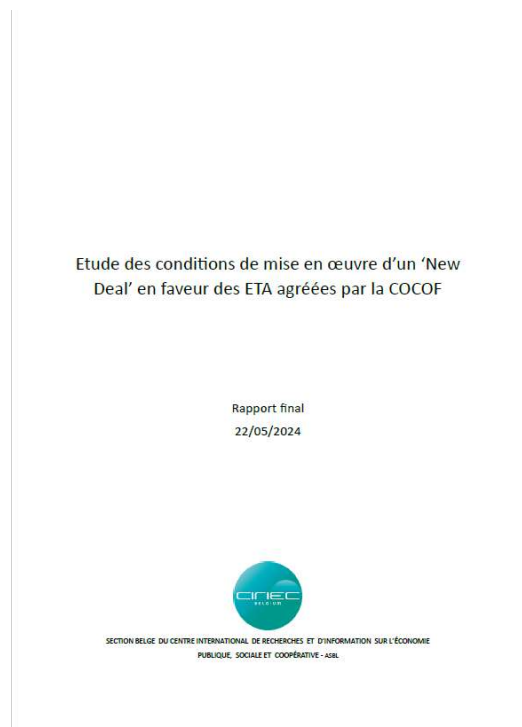 Etude des conditions de mise en œuvre d’un ‘New
Deal’ en faveur des ETA agréées par la COCOF
Rapport final
22/05/2024
CIRIEC
BELGIUM
SECTION BELGE DU CENTRE INTERNATIONAL DE RECHERCHES ET D'INFORMATION SUR L'ÉCONOMIE
PUBLIQUE, SOCIALE ET COOPÉRATIVE - ASBL